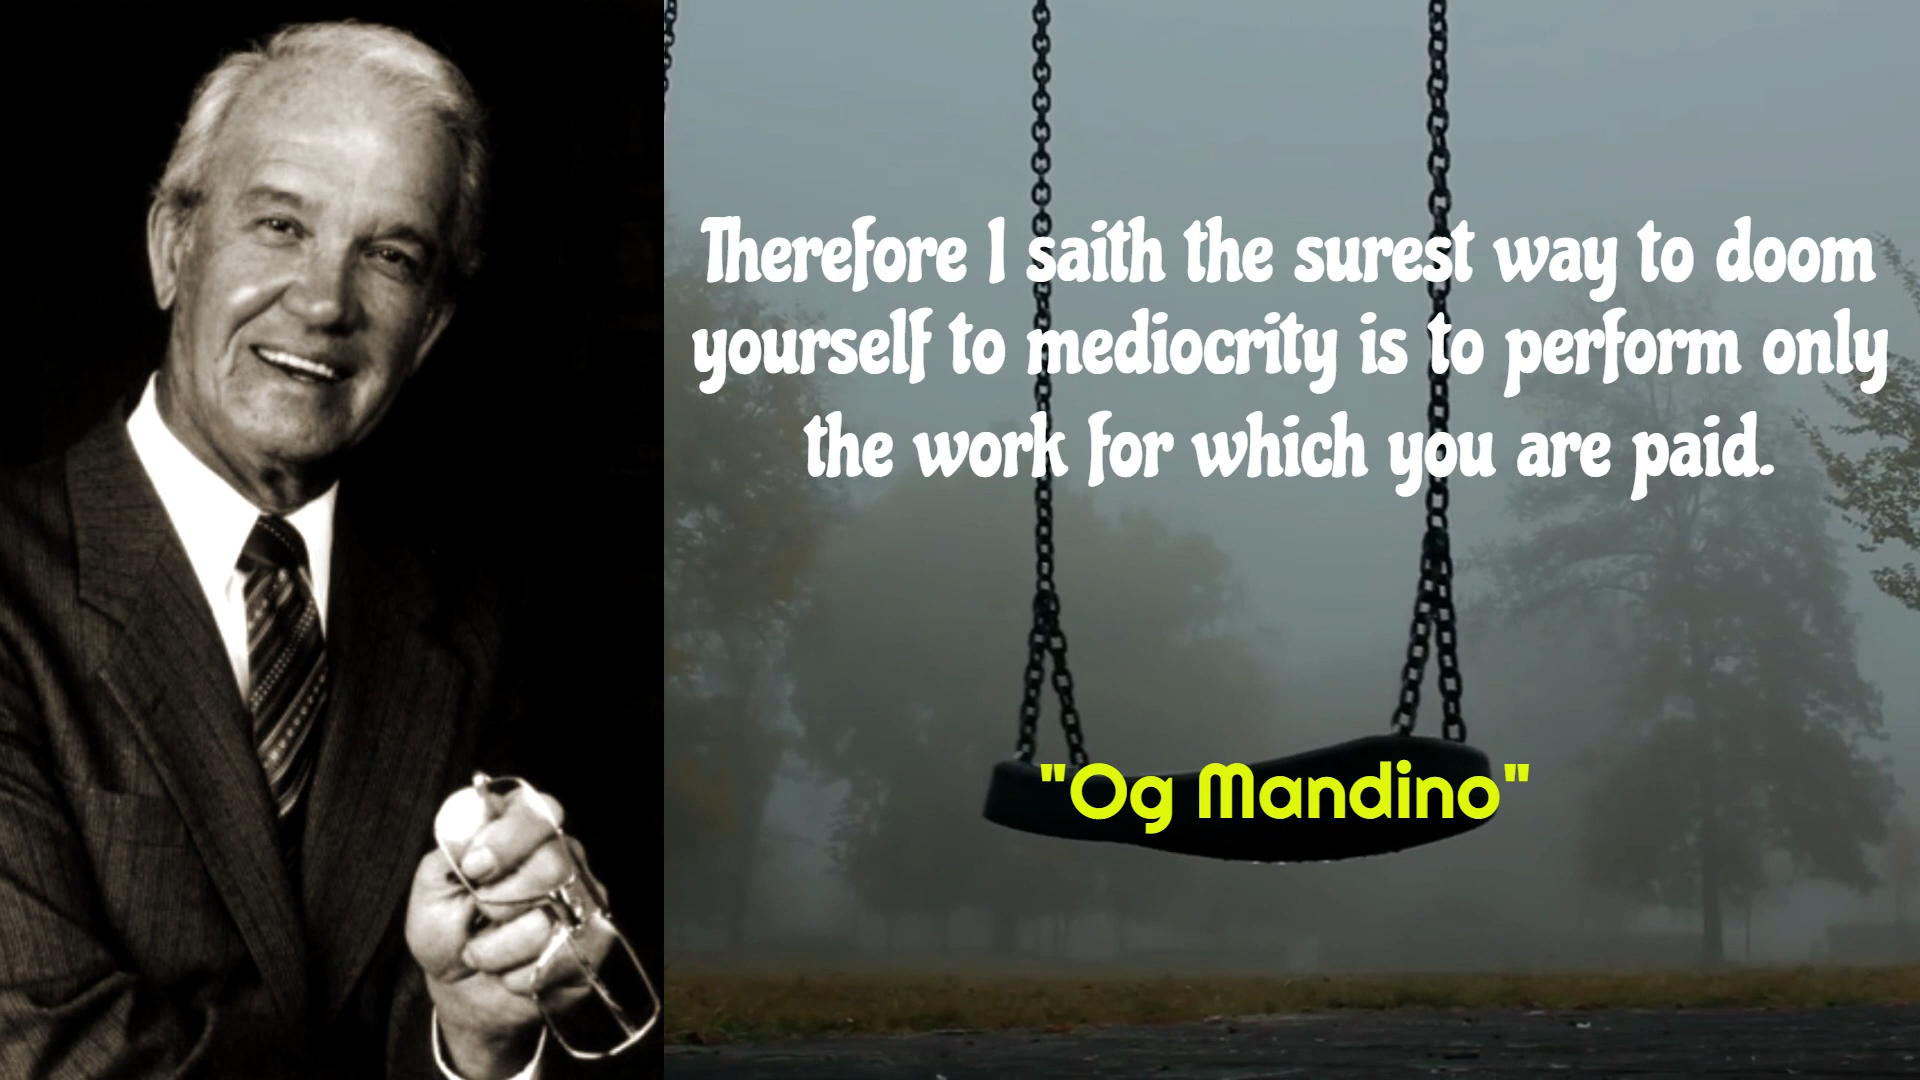 Therefore I saith the surest way to doom
yourself to mediocrity is to perform only
the work for which you are paid.
"Og Mandino"